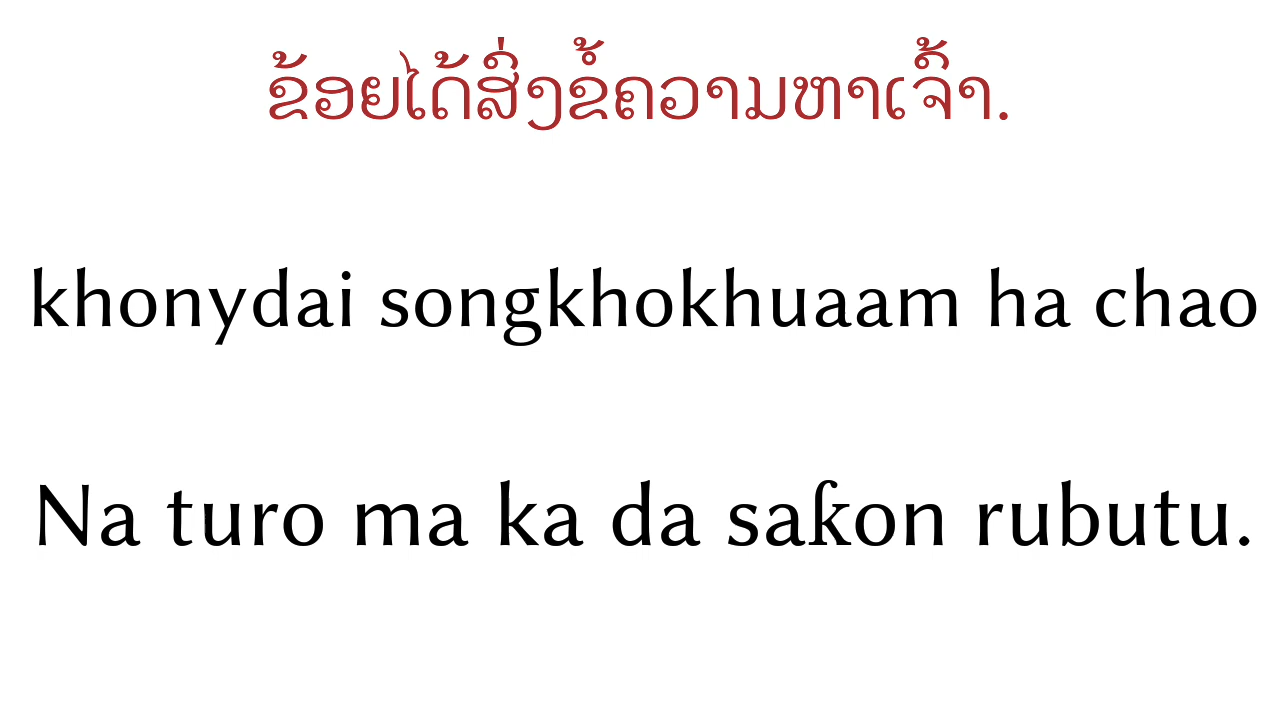 ຂ້ອຍໄດ້ສົ່ງຂໍ້ຄວາມຫາເຈົ້າ.
khonydai songkhokhuaam ha chao
Na turo ma ka da saƙon rubutu.